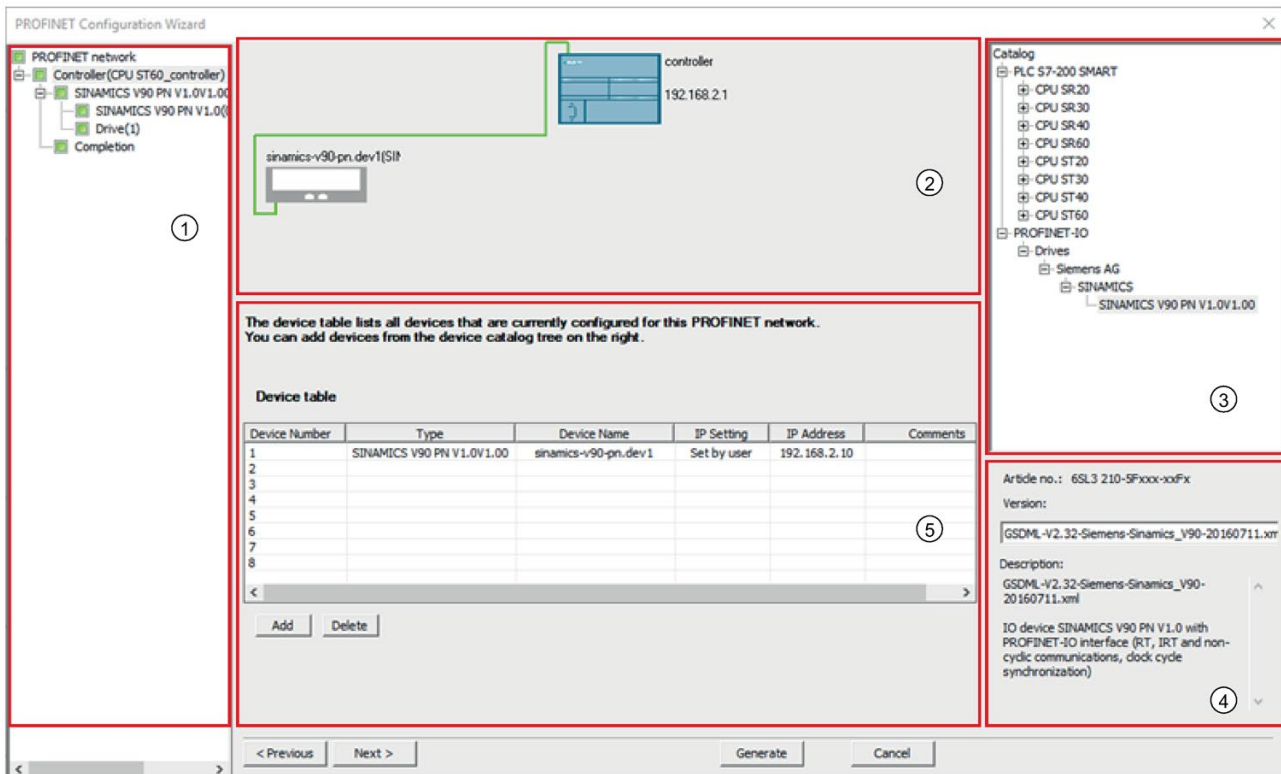 PROFINET Configuration Wizard
PROFINET network
Controller(CPU ST60_controller)
SINAMICS V90 PN V1.0V1.00
SINAMICS V90 PN V1.0(
Drive(1)
Completion
1
controller
192.168.2.1
sinamics-v90-pn.dev1(SIN
2
Catalog
PLC S7-200 SMART
CPU SR20
CPU SR30
CPU SR40
CPU SR60
CPU ST20
CPU ST30
CPU ST40
CPU ST60
PROFINET-IO
Drives
Siemens AG
SINAMICS
SINAMICS V90 PN V1.0V1.00
3
The device table lists all devices that are currently configured for this PROFINET network.
You can add devices from the device catalog tree on the right.
Device table
Device Number Type Device Name IP Setting IP Address Comments
1 SINAMICS V90 PN V1.0V1.00 sinamics-v90-pn.dev1 Set by user 192.168.2.10
2
3
4
5
6
7
8
5
Add Delete
Article no.: 6SL3 210-5Fxxx-xxFx
Version:
GSDML-V2.32-Siemens-Sinamics_V90-20160711.xm
Description:
GSDML-V2.32-Siemens-Sinamics_V90-
20160711.xml
IO device SINAMICS V90 PN V1.0 with
PROFINET-IO interface (RT, IRT and non-
cyclic communications, clock cycle
synchronization)
4
< Previous Next > Generate Cancel